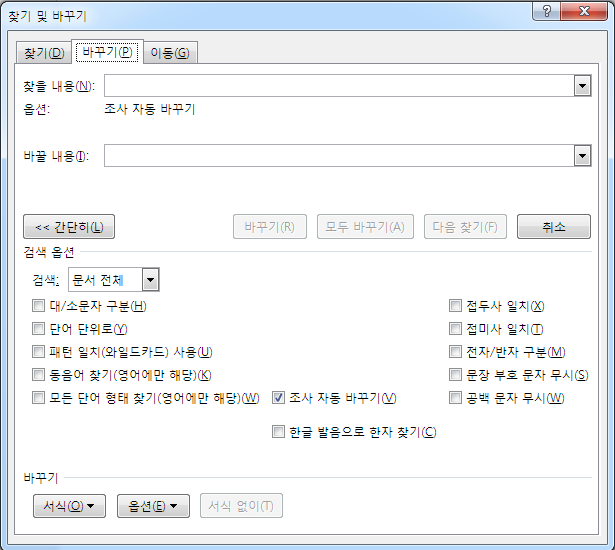 찾기 및 바꾸기
찾기(D) 바꾸기(P) 이동(G)
찾을 내용(N):
옵션: 조사 자동 바꾸기
바꿀 내용(I):
<< 간단히(L) 바꾸기(R) 모두 바꾸기(A) 다음 찾기(F) 취소
검색 옵션
검색: 문서 전체
대/소문자 구분(H) 접두사 일치(X)
단어 단위로(Y) 접미사 일치(T)
패턴 일치(와일드카드) 사용(U) 전자/반자 구분(M)
동음어 찾기(영어에만 해당)(K) 문장 부호 문자 무시(S)
모든 단어 형태 찾기(영어에만 해당)(W) 조사 자동 바꾸기(V) 공백 문자 무시(W)
한글 발음으로 한자 찾기(C)
바꾸기
서식(O) 옵션(E) 서식 없이(T)